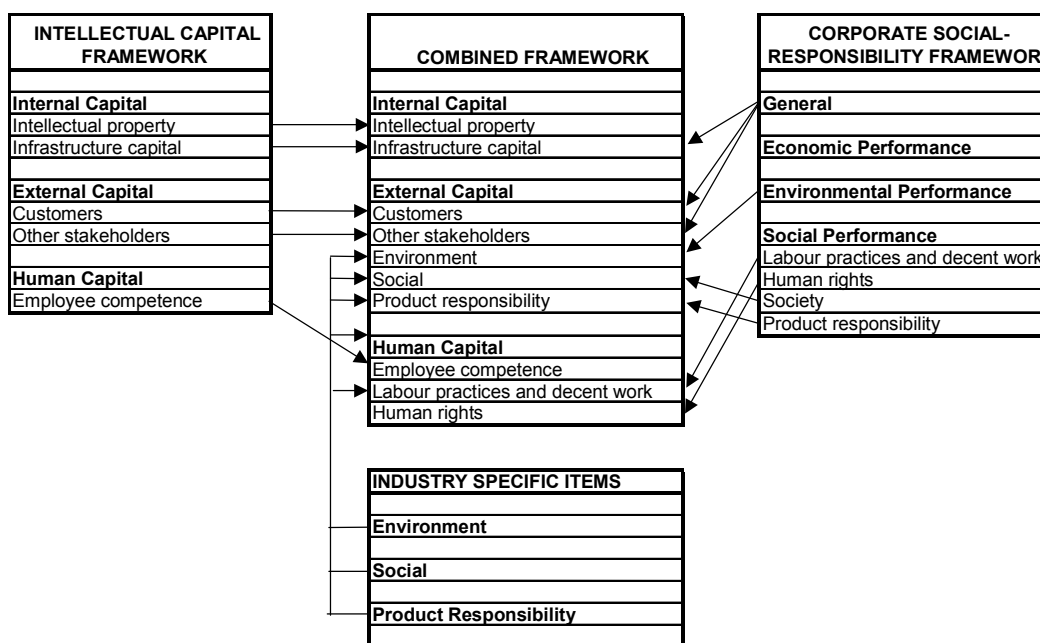 INTELLECTUAL CAPITAL
FRAMEWORK
Internal Capital
Intellectual property
Infrastructure capital
External Capital
Customers
Other stakeholders
Human Capital
Employee competence
COMBINED FRAMEWORK
Internal Capital
Intellectual property
Infrastructure capital
External Capital
Customers
Other stakeholders
Environment
Social
Product responsibility
Human Capital
Employee competence
Labour practices and decent work
Human rights
CORPORATE SOCIAL-
RESPONSIBILITY FRAMEWOR
General
Economic Performance
Environmental Performance
Social Performance
Labour practices and decent work
Human rights
Society
Product responsibility
INDUSTRY SPECIFIC ITEMS
Environment
Social
Product Responsibility